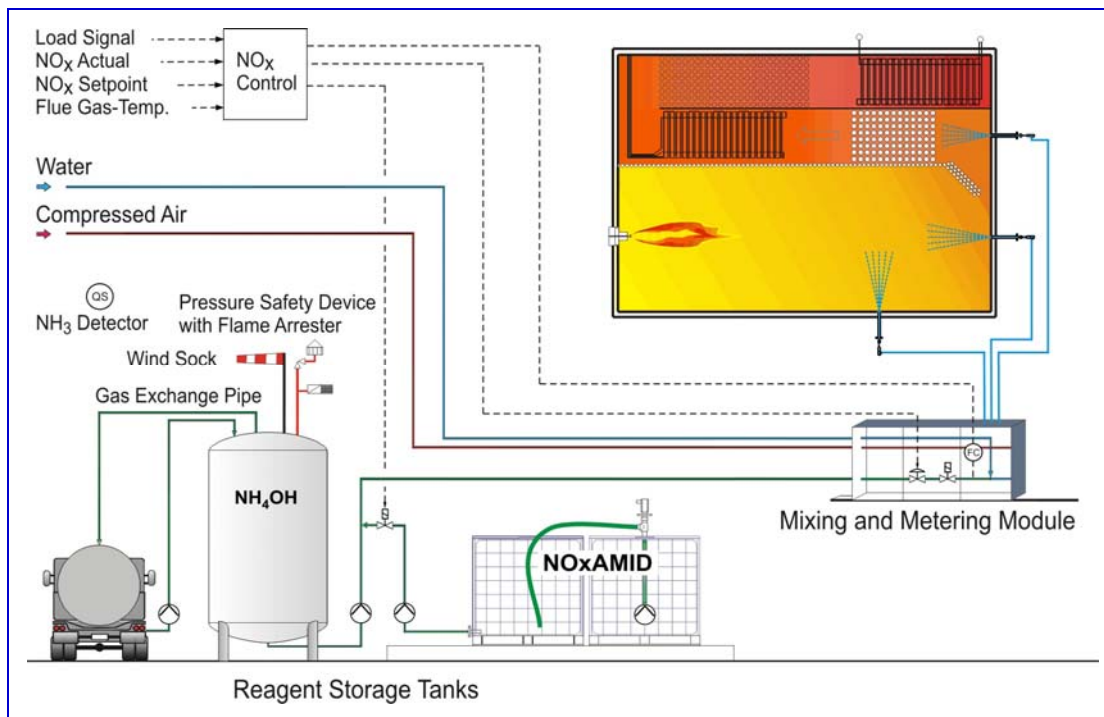 Load Signal
NOx Actual
NOx Setpoint
Flue Gas-Temp.
NOx
Control
Water
Compressed Air
QS
NH3 Detector
Pressure Safety Device
with Flame Arrester
Wind Sock
Gas Exchange Pipe
NH4OH
NOxAMID
FC
Mixing and Metering Module
Reagent Storage Tanks